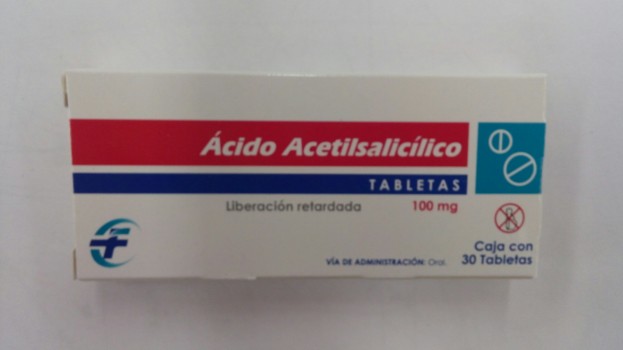 Ácido Acetilsalicílico
TABLETAS
Liberación retardada 100 mg
Caja con
VÍA DE ADMINISTRACIÓN: Oral. 30 Tabletas